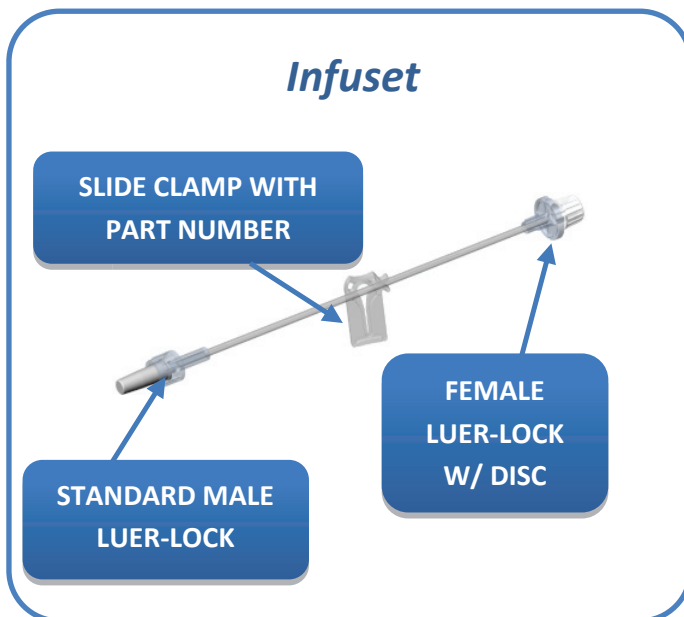 Infuset
SLIDE CLAMP WITH
PART NUMBER
FEMALE
LUER-LOCK
W/ DISC
STANDARD MALE
LUER-LOCK